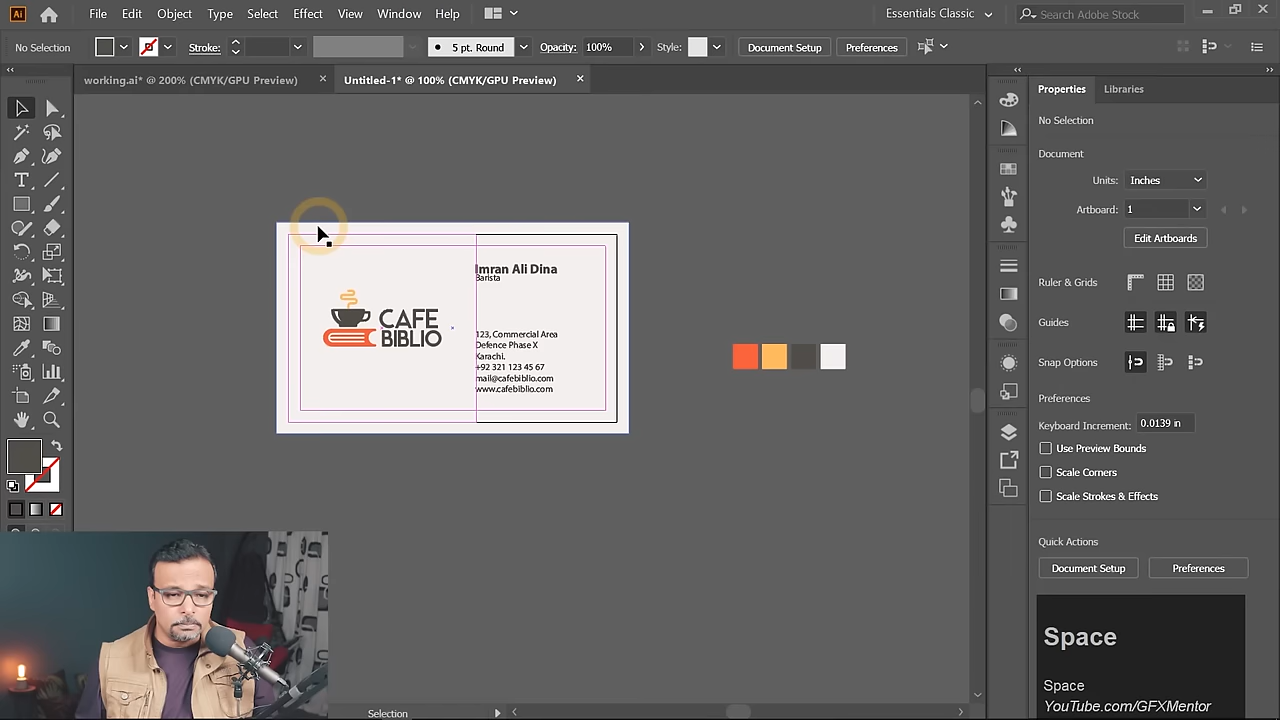 Ai File Edit Object Type Select Effect View Window Help Essentials Classic Search Adobe Stock
No Selection Stroke: 5 pt. Round Opacity: 100% Style: Document Setup Preferences
working.ai* @ 200% (CMYK/GPU Preview) Untitled-1* @ 100% (CMYK/GPU Preview)
Properties Libraries
No Selection
Document
Units: Inches
Artboard: 1
Edit Artboards
Ruler & Grids
Guides
Snap Options
Preferences
Keyboard Increment: 0.0139 in
Use Preview Bounds
Scale Corners
Scale Strokes & Effects
Quick Actions
Document Setup Preferences
Imran Ali Dina
Barista
CAFE
BIBLIO
123, Commercial Area
Defence Phase X
Karachi.
+92 321 123 45 67
mail@cafebiblio.com
www.cafebiblio.com
Space
Space
YouTube.com/GFXMentor
Selection